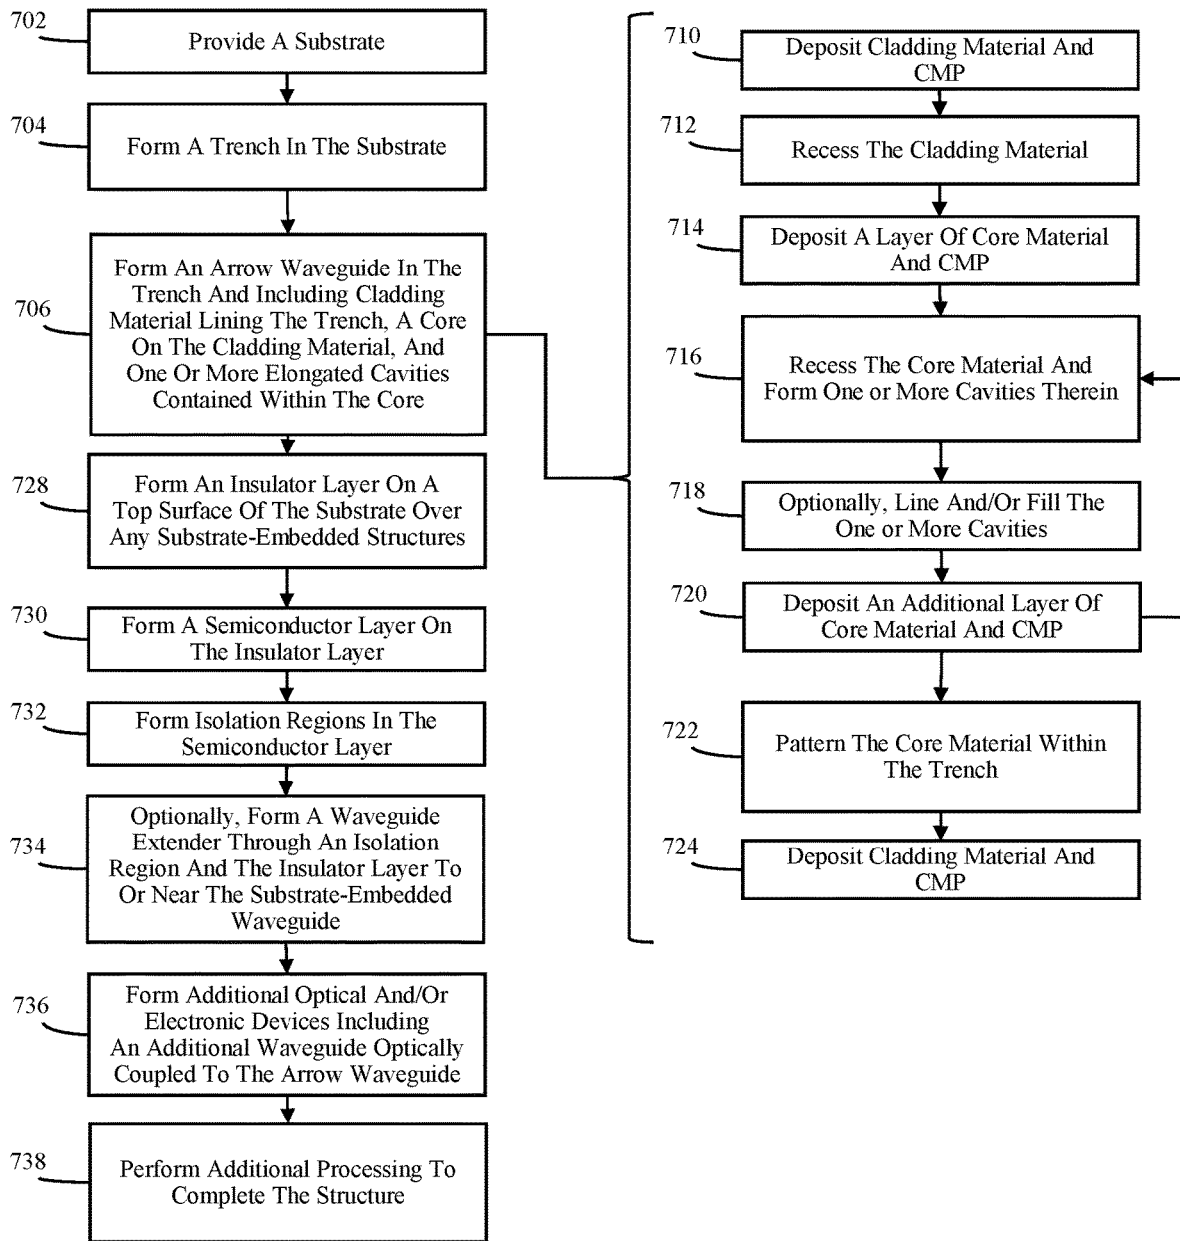 702
Provide A Substrate
704
Form A Trench In The Substrate
706
Form An Arrow Waveguide In The
Trench And Including Cladding
Material Lining The Trench, A Core
On The Cladding Material, And
One Or More Elongated Cavities
Contained Within The Core
728
Form An Insulator Layer On A
Top Surface Of The Substrate Over
Any Substrate-Embedded Structures
730
Form A Semiconductor Layer On
The Insulator Layer
732
Form Isolation Regions In The
Semiconductor Layer
734
Optionally, Form A Waveguide
Extender Through An Isolation
Region And The Insulator Layer To
Or Near The Substrate-Embedded
Waveguide
736
Form Additional Optical And/Or
Electronic Devices Including
An Additional Waveguide Optically
Coupled To The Arrow Waveguide
738
Perform Additional Processing To
Complete The Structure
710
Deposit Cladding Material And
CMP
712
Recess The Cladding Material
714
Deposit A Layer Of Core Material
And CMP
716
Recess The Core Material And
Form One or More Cavities Therein
718
Optionally, Line And/Or Fill The
One or More Cavities
720
Deposit An Additional Layer Of
Core Material And CMP
722
Pattern The Core Material Within
The Trench
724
Deposit Cladding Material And
CMP